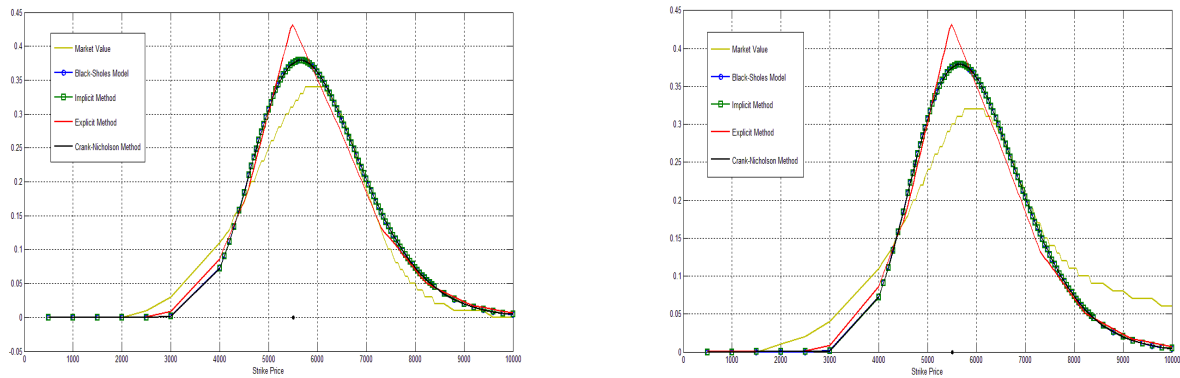 0.45
0.4
0.35
0.3
0.25
0.2
0.15
0.1
0.05
0
-0.05
Market Value
Black-Sholes Model
Implicit Method
Explicit Method
Crank-Nicholson Method
0 1000 2000 3000 4000 5000 6000 7000 8000 9000 10000
Strike Price
0.45
0.4
0.35
0.3
0.25
0.2
0.15
0.1
0.05
0
Market Value
Black-Sholes Model
Implicit Method
Explicit Method
Crank-Nicholson Method
0 1000 2000 3000 4000 5000 6000 7000 8000 9000 10000
Strike Price